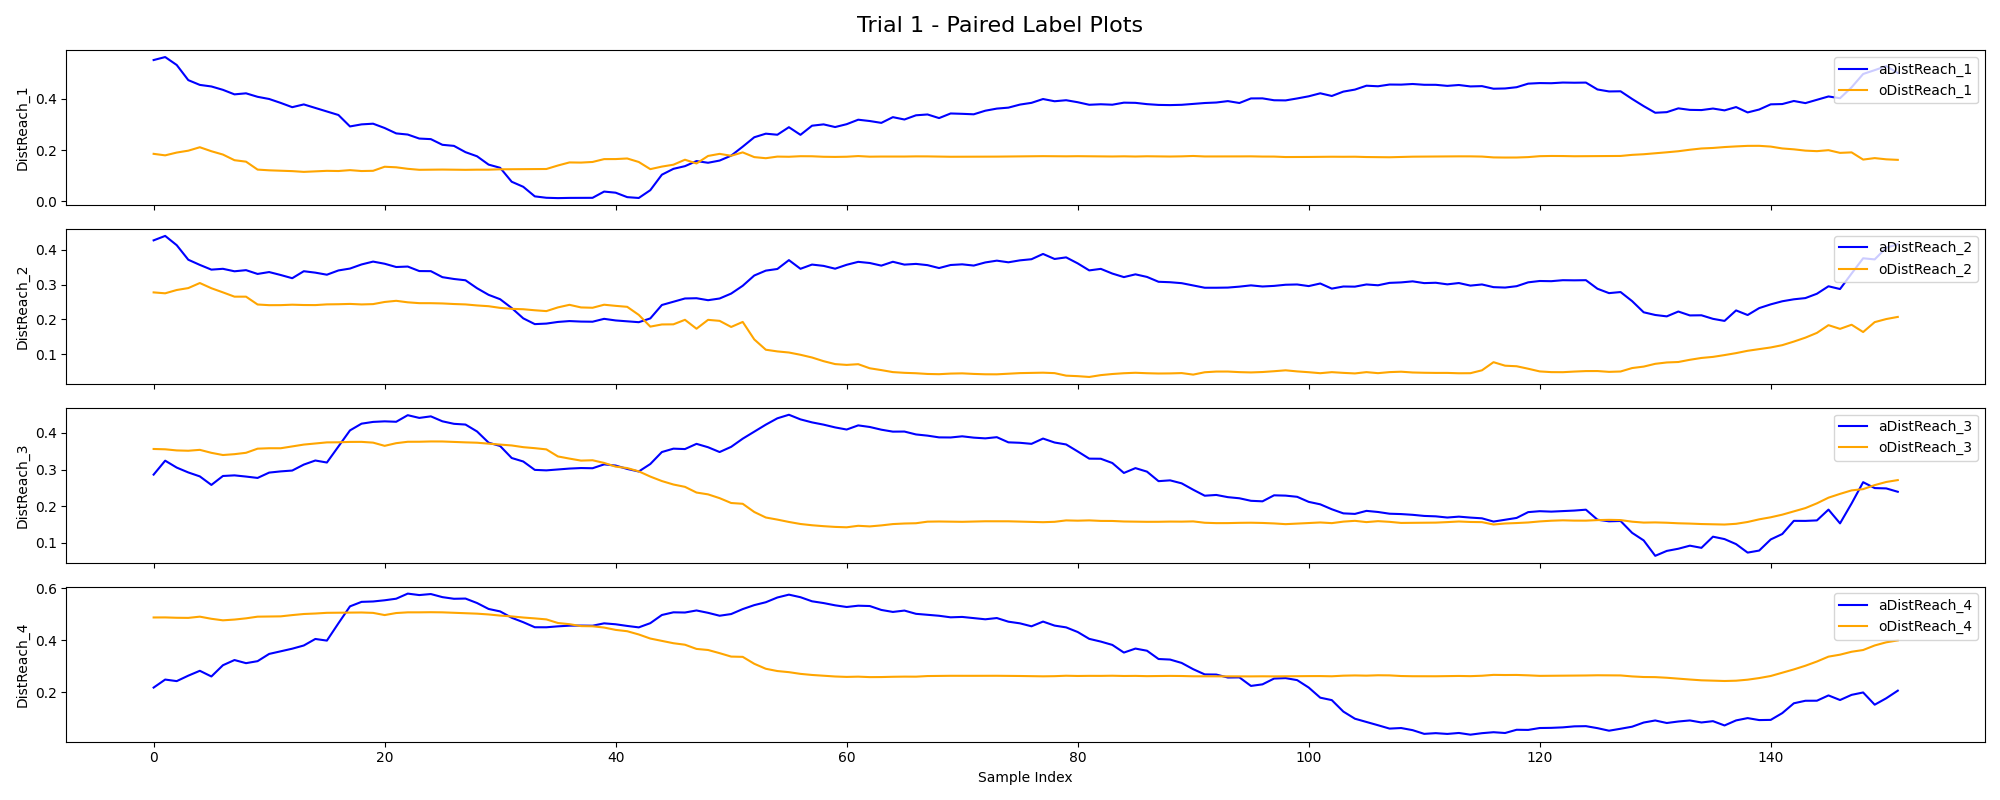 Trial 1 - Paired Label Plots
DistReach_1
0.4
0.2
0.0
aDistReach_1
oDistReach_1
DistReach_2
0.4
0.3
0.2
0.1
aDistReach_2
oDistReach_2
DistReach_3
0.4
0.3
0.2
0.1
aDistReach_3
oDistReach_3
DistReach_4
0.6
0.4
0.2
aDistReach_4
oDistReach_4
0 20 40 60 80 100 120 140
Sample Index